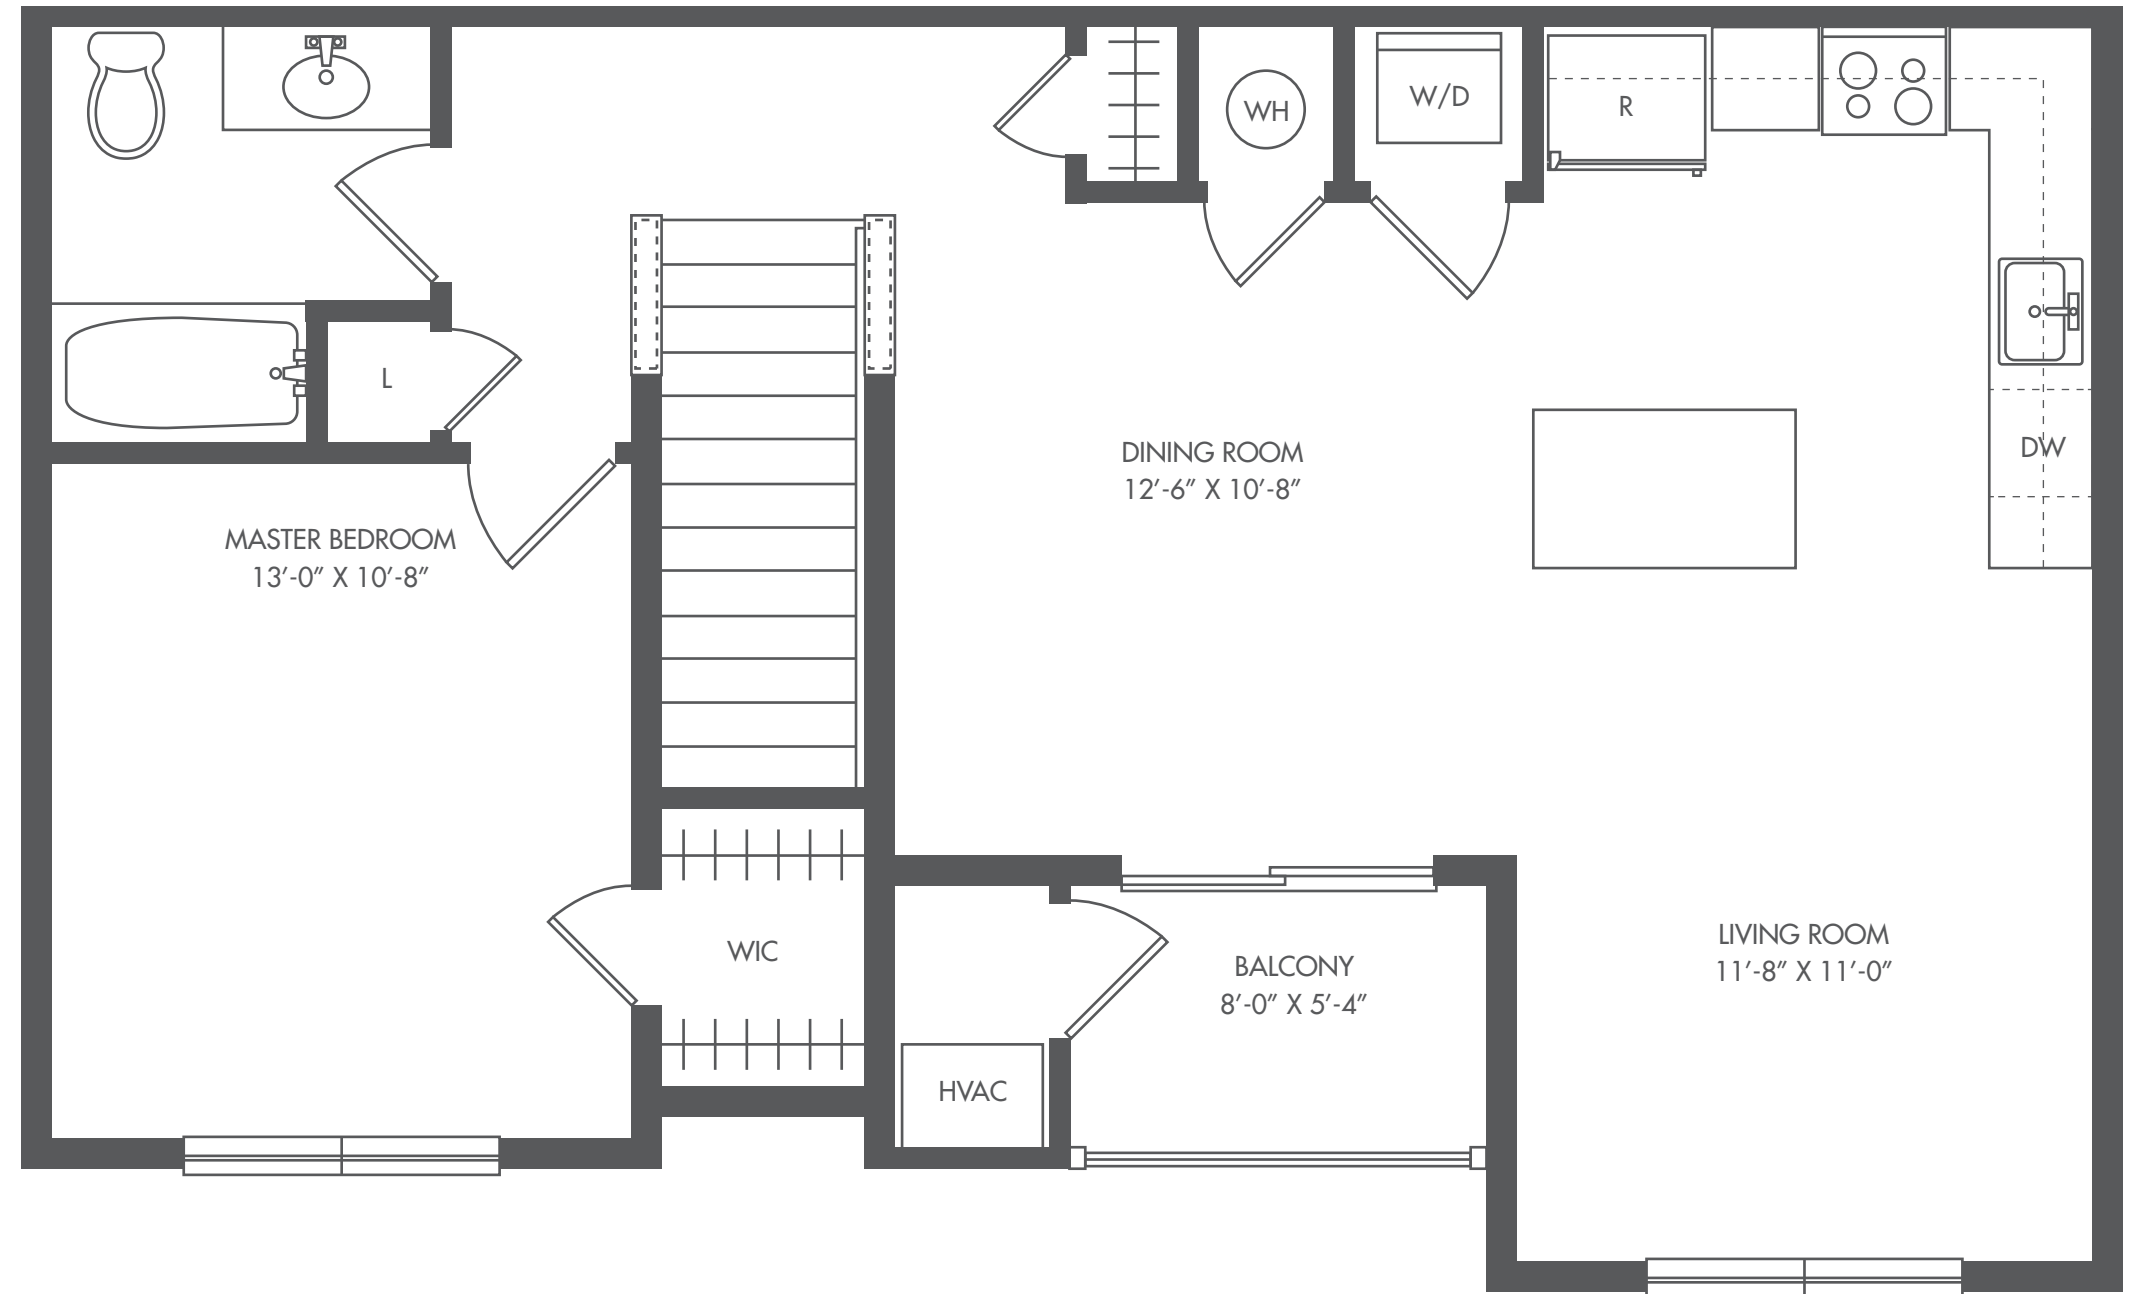 WH
W/D
R
L
DINING ROOM
12′-6″ X 10′-8″
DW
MASTER BEDROOM
13′-0″ X 10′-8″
WIC
BALCONY
8′-0″ X 5′-4″
LIVING ROOM
11′-8″ X 11′-0″
HVAC